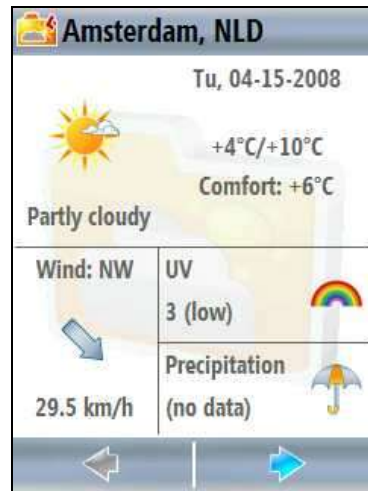 Amsterdam, NLD
Tu, 04-15-2008
+4°C/+10°C
Comfort: +6°C
Partly cloudy
Wind: NW
29.5 km/h
UV
3 (low)
Precipitation
(no data)